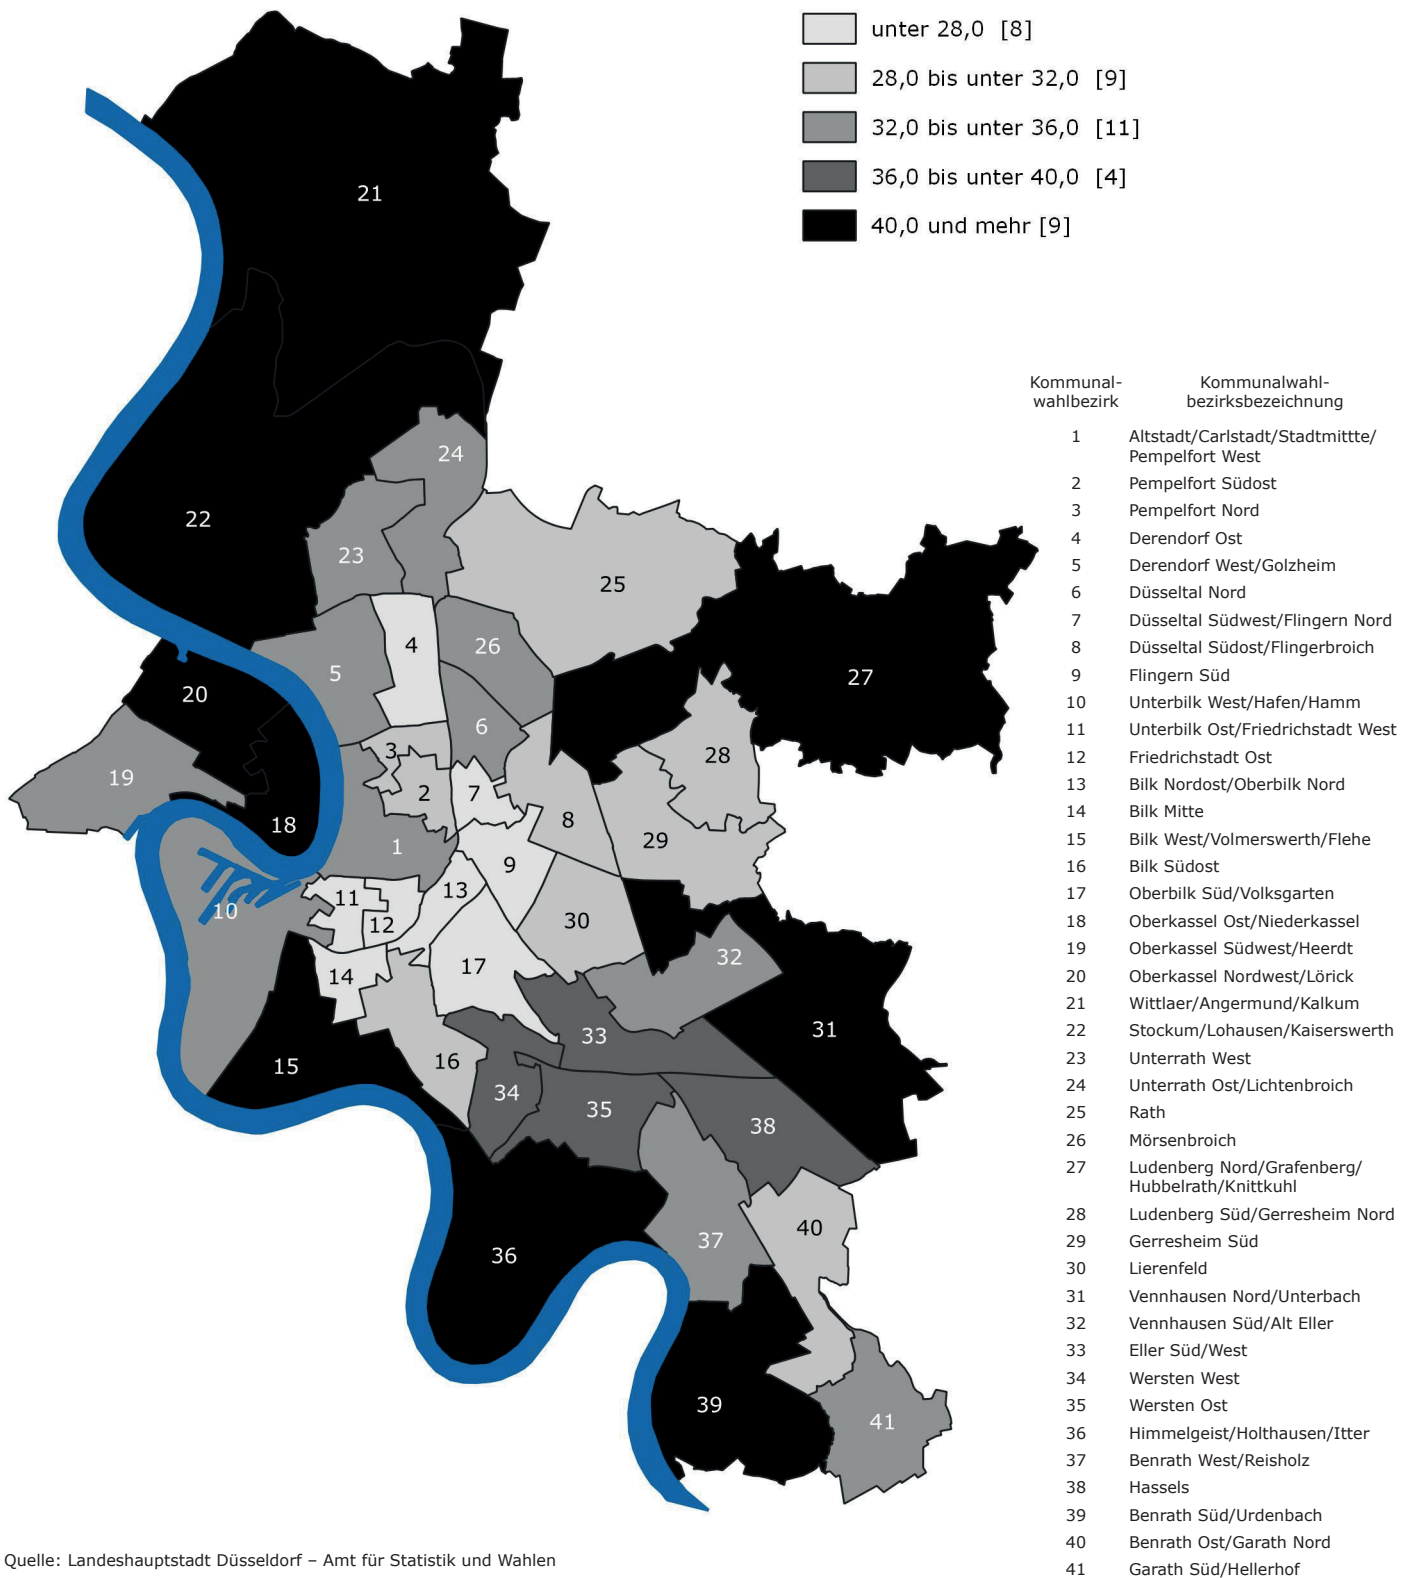 unter 28,0 [8]
28,0 bis unter 32,0 [9]
32,0 bis unter 36,0 [11]
36,0 bis unter 40,0 [4]
40,0 und mehr [9]
21
24
22
23
25
4
26
5
27
20
6
3
28
19
2
7
18
8
29
1
9
13
11
10
12
30
32
17
14
33
31
16
15
34
35
38
40
37
36
39
41
Kommunal-
wahlbezirk
Kommunalwahl-
bezirksbezeichnung
1 Altstadt/Carlstadt/Stadtmittte/
Pempelfort West
2 Pempelfort Südost
3 Pempelfort Nord
4 Derendorf Ost
5 Derendorf West/Golzheim
6 Düsseltal Nord
7 Düsseltal Südwest/Flingern Nord
8 Düsseltal Südost/Flingerbroich
9 Flingern Süd
10 Unterbilk West/Hafen/Hamm
11 Unterbilk Ost/Friedrichstadt West
12 Friedrichstadt Ost
13 Bilk Nordost/Oberbilk Nord
14 Bilk Mitte
15 Bilk West/Volmerswerth/Flehe
16 Bilk Südost
17 Oberbilk Süd/Volksgarten
18 Oberkassel Ost/Niederkassel
19 Oberkassel Südwest/Heerdt
20 Oberkassel Nordwest/Lörick
21 Wittlaer/Angermund/Kalkum
22 Stockum/Lohausen/Kaiserswerth
23 Unterrath West
24 Unterrath Ost/Lichtenbroich
25 Rath
26 Mörsenbroich
27 Ludenberg Nord/Grafenberg/
Hubbelrath/Knittkuhl
28 Ludenberg Süd/Gerresheim Nord
29 Gerresheim Süd
30 Lierenfeld
31 Vennhausen Nord/Unterbach
32 Vennhausen Süd/Alt Eller
33 Eller Süd/West
34 Wersten West
35 Wersten Ost
36 Himmelgeist/Holthausen/Itter
37 Benrath West/Reisholz
38 Hassels
39 Benrath Süd/Urdenbach
40 Benrath Ost/Garath Nord
41 Garath Süd/Hellerhof
Quelle: Landeshauptstadt Düsseldorf – Amt für Statistik und Wahlen